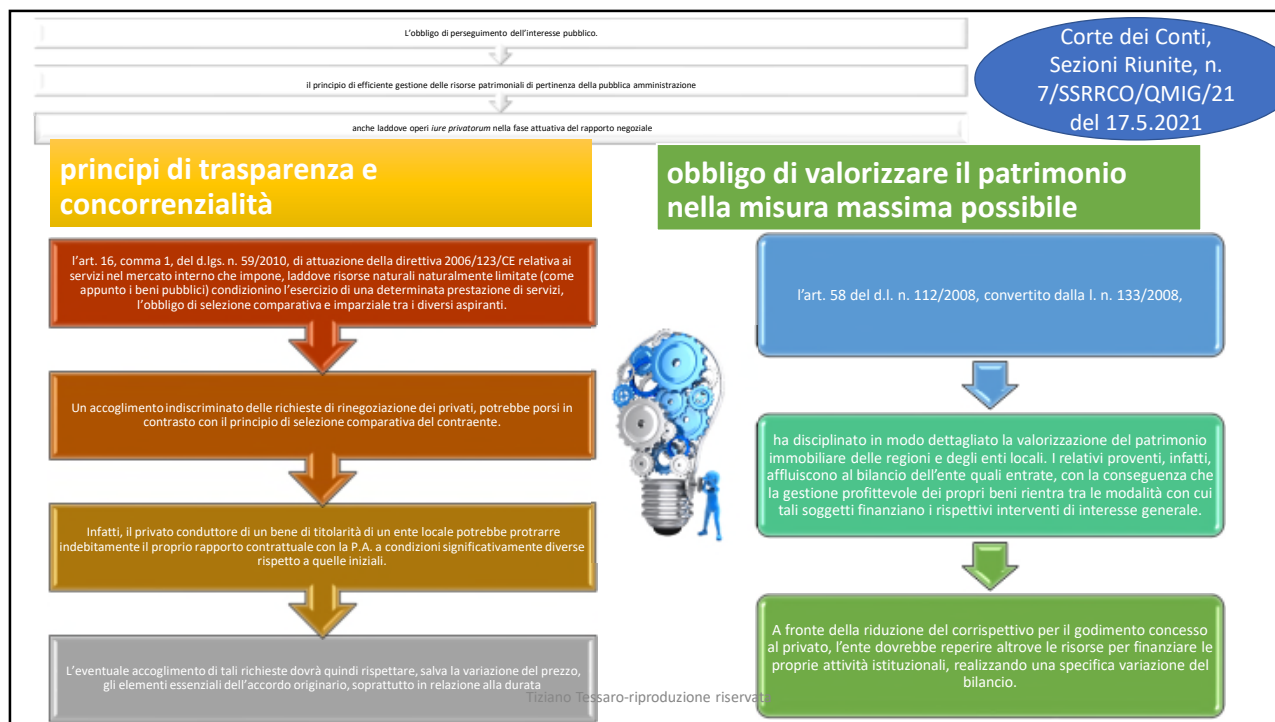 L'obbligo di perseguimento dell'interesse pubblico.
il principio di efficiente gestione delle risorse patrimoniali di pertinenza della pubblica amministrazione
anche laddove operi iure privatorum nella fase attuativa del rapporto negoziale
Corte dei Conti,
Sezioni Riunite, n.
7/SSRRCO/QMIG/21
del 17.5.2021
principi di trasparenza e
concorrenzialità
l'art. 16, comma 1, del d.lgs. n. 59/2010, di attuazione della direttiva 2006/123/CE relativa ai
servizi nel mercato interno che impone, laddove risorse naturali naturalmente limitate (come
appunto i beni pubblici) condizionino l'esercizio di una determinata prestazione di servizi,
l'obbligo di selezione comparativa e imparziale tra i diversi aspiranti.
Un accoglimento indiscriminato delle richieste di rinegoziazione dei privati, potrebbe porsi in
contrasto con il principio di selezione comparativa del contraente.
Infatti, il privato conduttore di un bene di titolarità di un ente locale potrebbe protrarre
indebitamente il proprio rapporto contrattuale con la P.A. a condizioni significativamente diverse
rispetto a quelle iniziali.
L'eventuale accoglimento di tali richieste dovrà quindi rispettare, salva la variazione del prezzo,
gli elementi essenziali dell'accordo originario, soprattutto in relazione alla durata
obbligo di valorizzare il patrimonio
nella misura massima possibile
l'art. 58 del d.l. n. 112/2008, convertito dalla l. n. 133/2008,
ha disciplinato in modo dettagliato la valorizzazione del patrimonio
immobiliare delle regioni e degli enti locali. I relativi proventi, infatti,
affluiscono al bilancio dell'ente quali entrate, con la conseguenza che
la gestione profittevole dei propri beni rientra tra le modalità con cui
tali soggetti finanziano i rispettivi interventi di interesse generale.
A fronte della riduzione del corrispettivo per il godimento concesso
al privato, l'ente dovrebbe reperire altrove le risorse per finanziare le
proprie attività istituzionali, realizzando una specifica variazione del
bilancio.
Tiziano Tessaro-riproduzione riservata